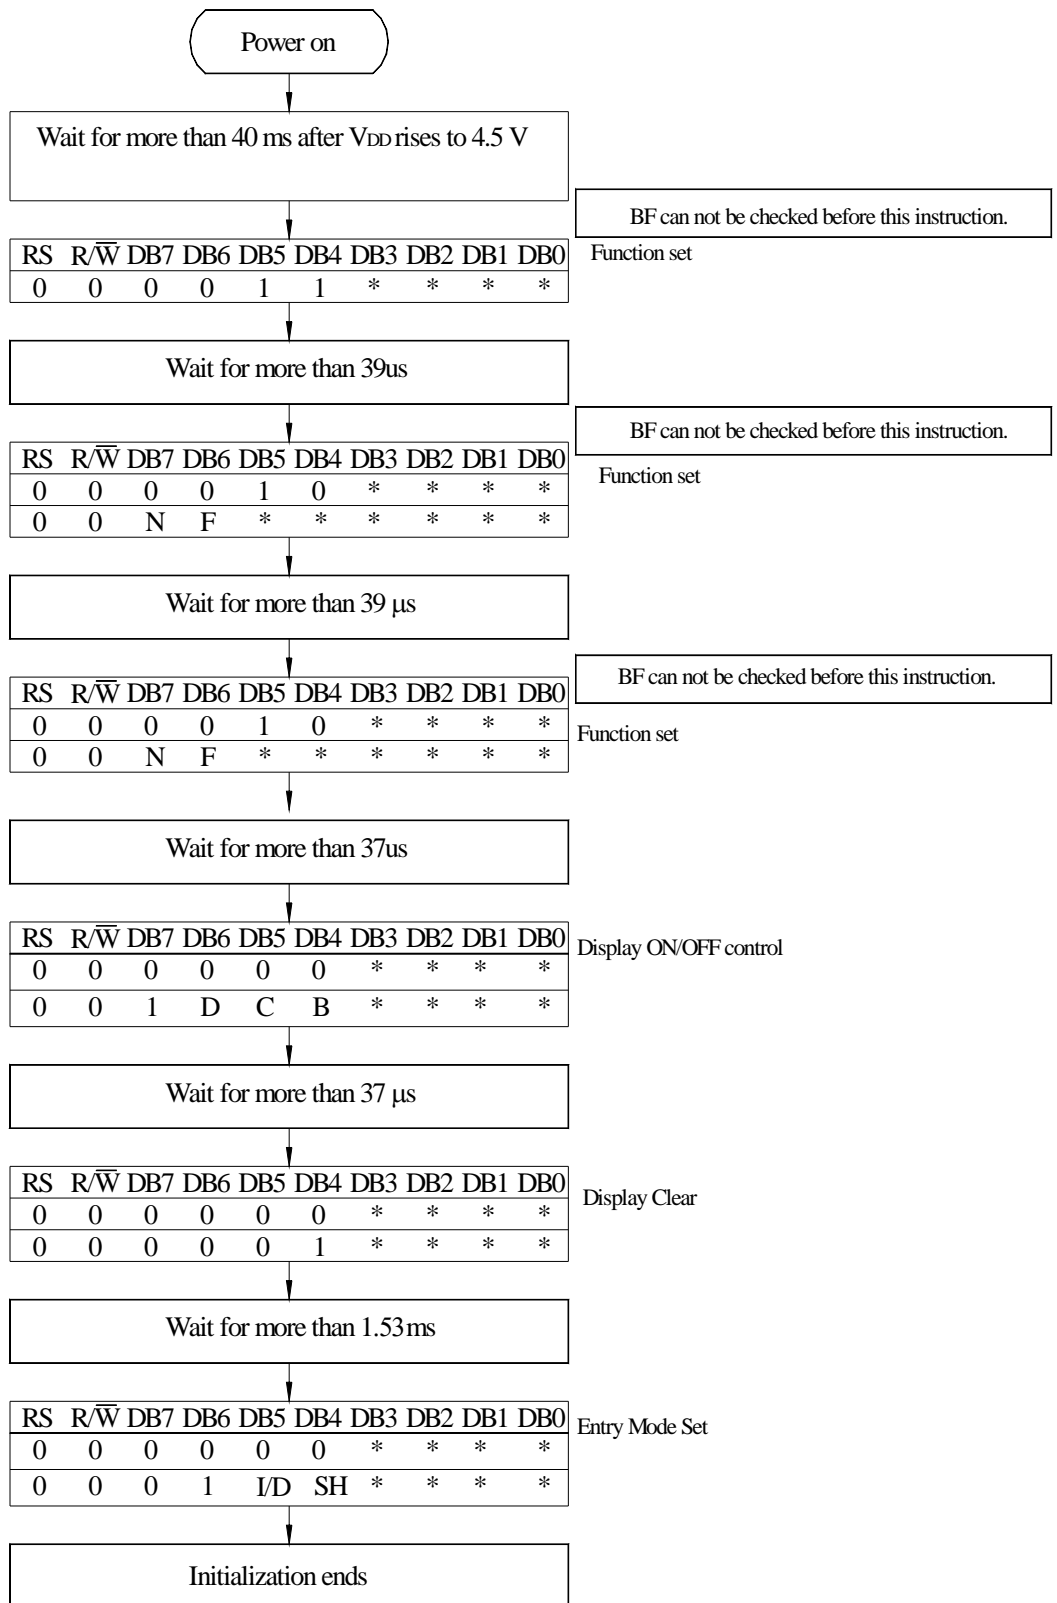 Power on
Wait for more than 40 ms after VDD rises to 4.5 V
BF can not be checked before this instruction.
RS R/W̅ DB7 DB6 DB5 DB4 DB3 DB2 DB1 DB0
Function set
0 0 0 0 1 1 * * * *
Wait for more than 39us
BF can not be checked before this instruction.
RS R/W̅ DB7 DB6 DB5 DB4 DB3 DB2 DB1 DB0
Function set
0 0 0 0 1 0 * * * *
0 0 N F * * * * * *
Wait for more than 39 μs
BF can not be checked before this instruction.
RS R/W̅ DB7 DB6 DB5 DB4 DB3 DB2 DB1 DB0
0 0 0 0 1 0 * * * *
Function set
0 0 N F * * * * * *
Wait for more than 37us
RS R/W̅ DB7 DB6 DB5 DB4 DB3 DB2 DB1 DB0
Display ON/OFF control
0 0 0 0 0 0 * * * *
0 0 1 D C B * * * *
Wait for more than 37 μs
RS R/W̅ DB7 DB6 DB5 DB4 DB3 DB2 DB1 DB0
Display Clear
0 0 0 0 0 0 * * * *
0 0 0 0 0 1 * * * *
Wait for more than 1.53ms
RS R/W̅ DB7 DB6 DB5 DB4 DB3 DB2 DB1 DB0
Entry Mode Set
0 0 0 0 0 0 * * * *
0 0 0 1 I/D SH * * * *
Initialization ends